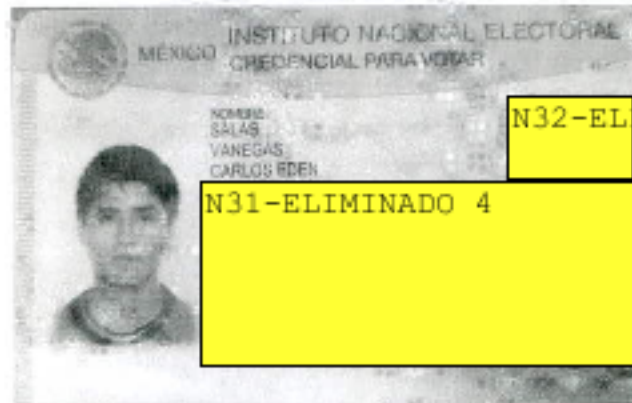 MÉXICO INSTITUTO NACIONAL ELECTORAL
CREDENCIAL PARA VOTAR
NOMBRE
SALAS
VANEGAS
CARLOS EDEN
N32-EL
N31-ELIMINADO 4